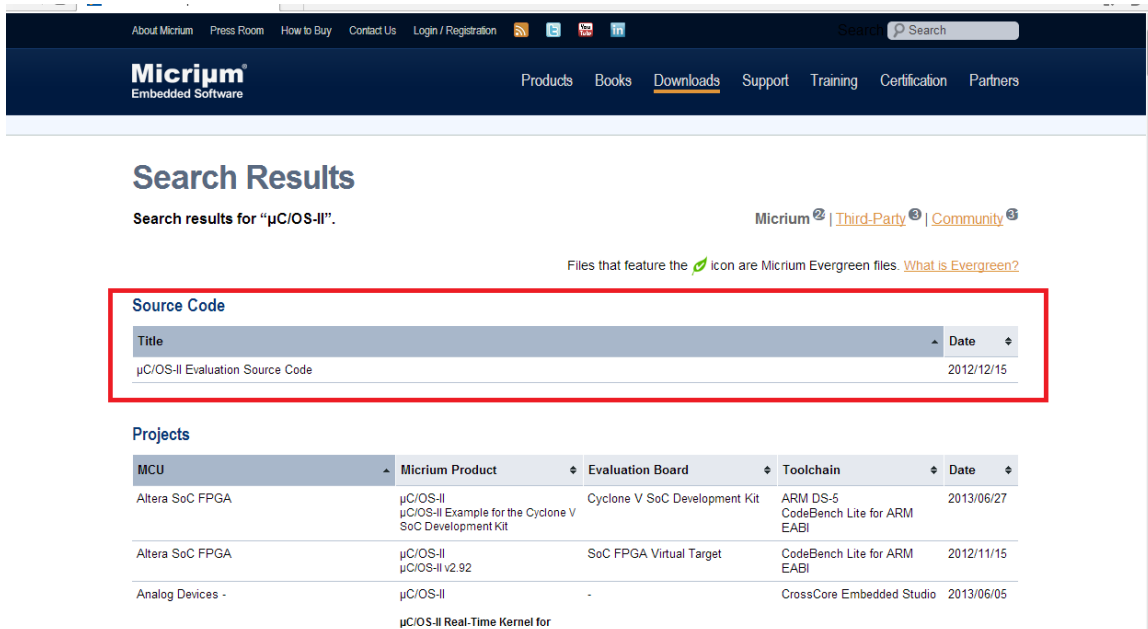 About Micrium Press Room How to Buy Contact Us Login / Registration Search Search
Micriµm
Embedded Software
Products Books Downloads Support Training Certification Partners
Search Results
Search results for “µC/OS-II”.
Micrium | Third-Party 3 | Community
Files that feature the icon are Micrium Evergreen files. What is Evergreen?
Source Code
Title Date
µC/OS-II Evaluation Source Code 2012/12/15
Projects
MCU Micrium Product Evaluation Board Toolchain Date
Altera SoC FPGA µC/OS-II Cyclone V SoC Development Kit ARM DS-5 2013/06/27
µC/OS-II Example for the Cyclone V CodeBench Lite for ARM
SoC Development Kit EABI
Altera SoC FPGA µC/OS-II SoC FPGA Virtual Target CodeBench Lite for ARM 2012/11/15
µC/OS-II v2.92 EABI
Analog Devices - µC/OS-II - CrossCore Embedded Studio 2013/06/05
µC/OS-II Real-Time Kernel for